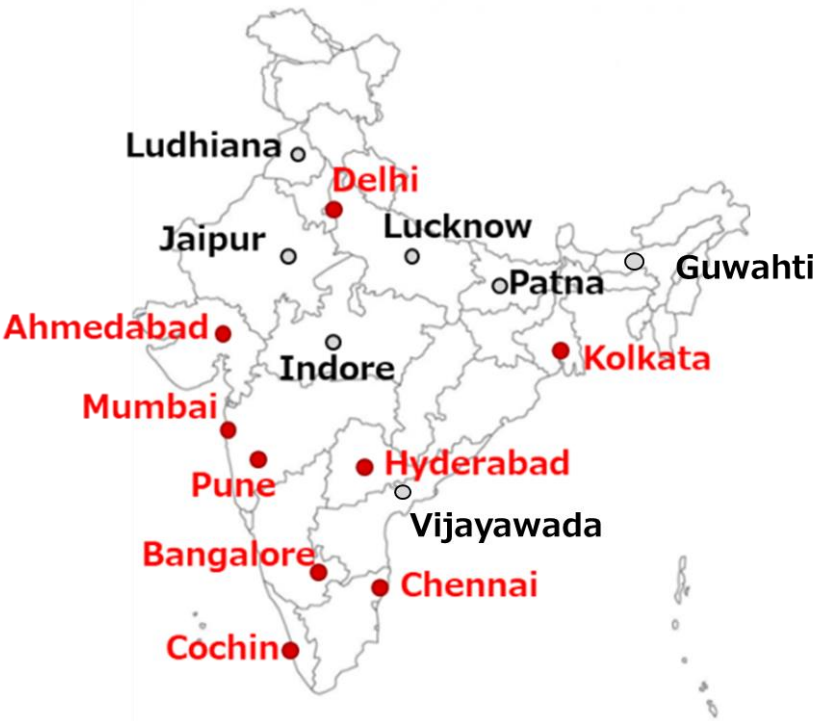 Ludhiana
Delhi
Lucknow
Jaipur
Guwahti
Patna
Ahmedabad
Kolkata
Indore
Mumbai
Hyderabad
Pune
Vijayawada
Bangalore
Chennai
Cochin